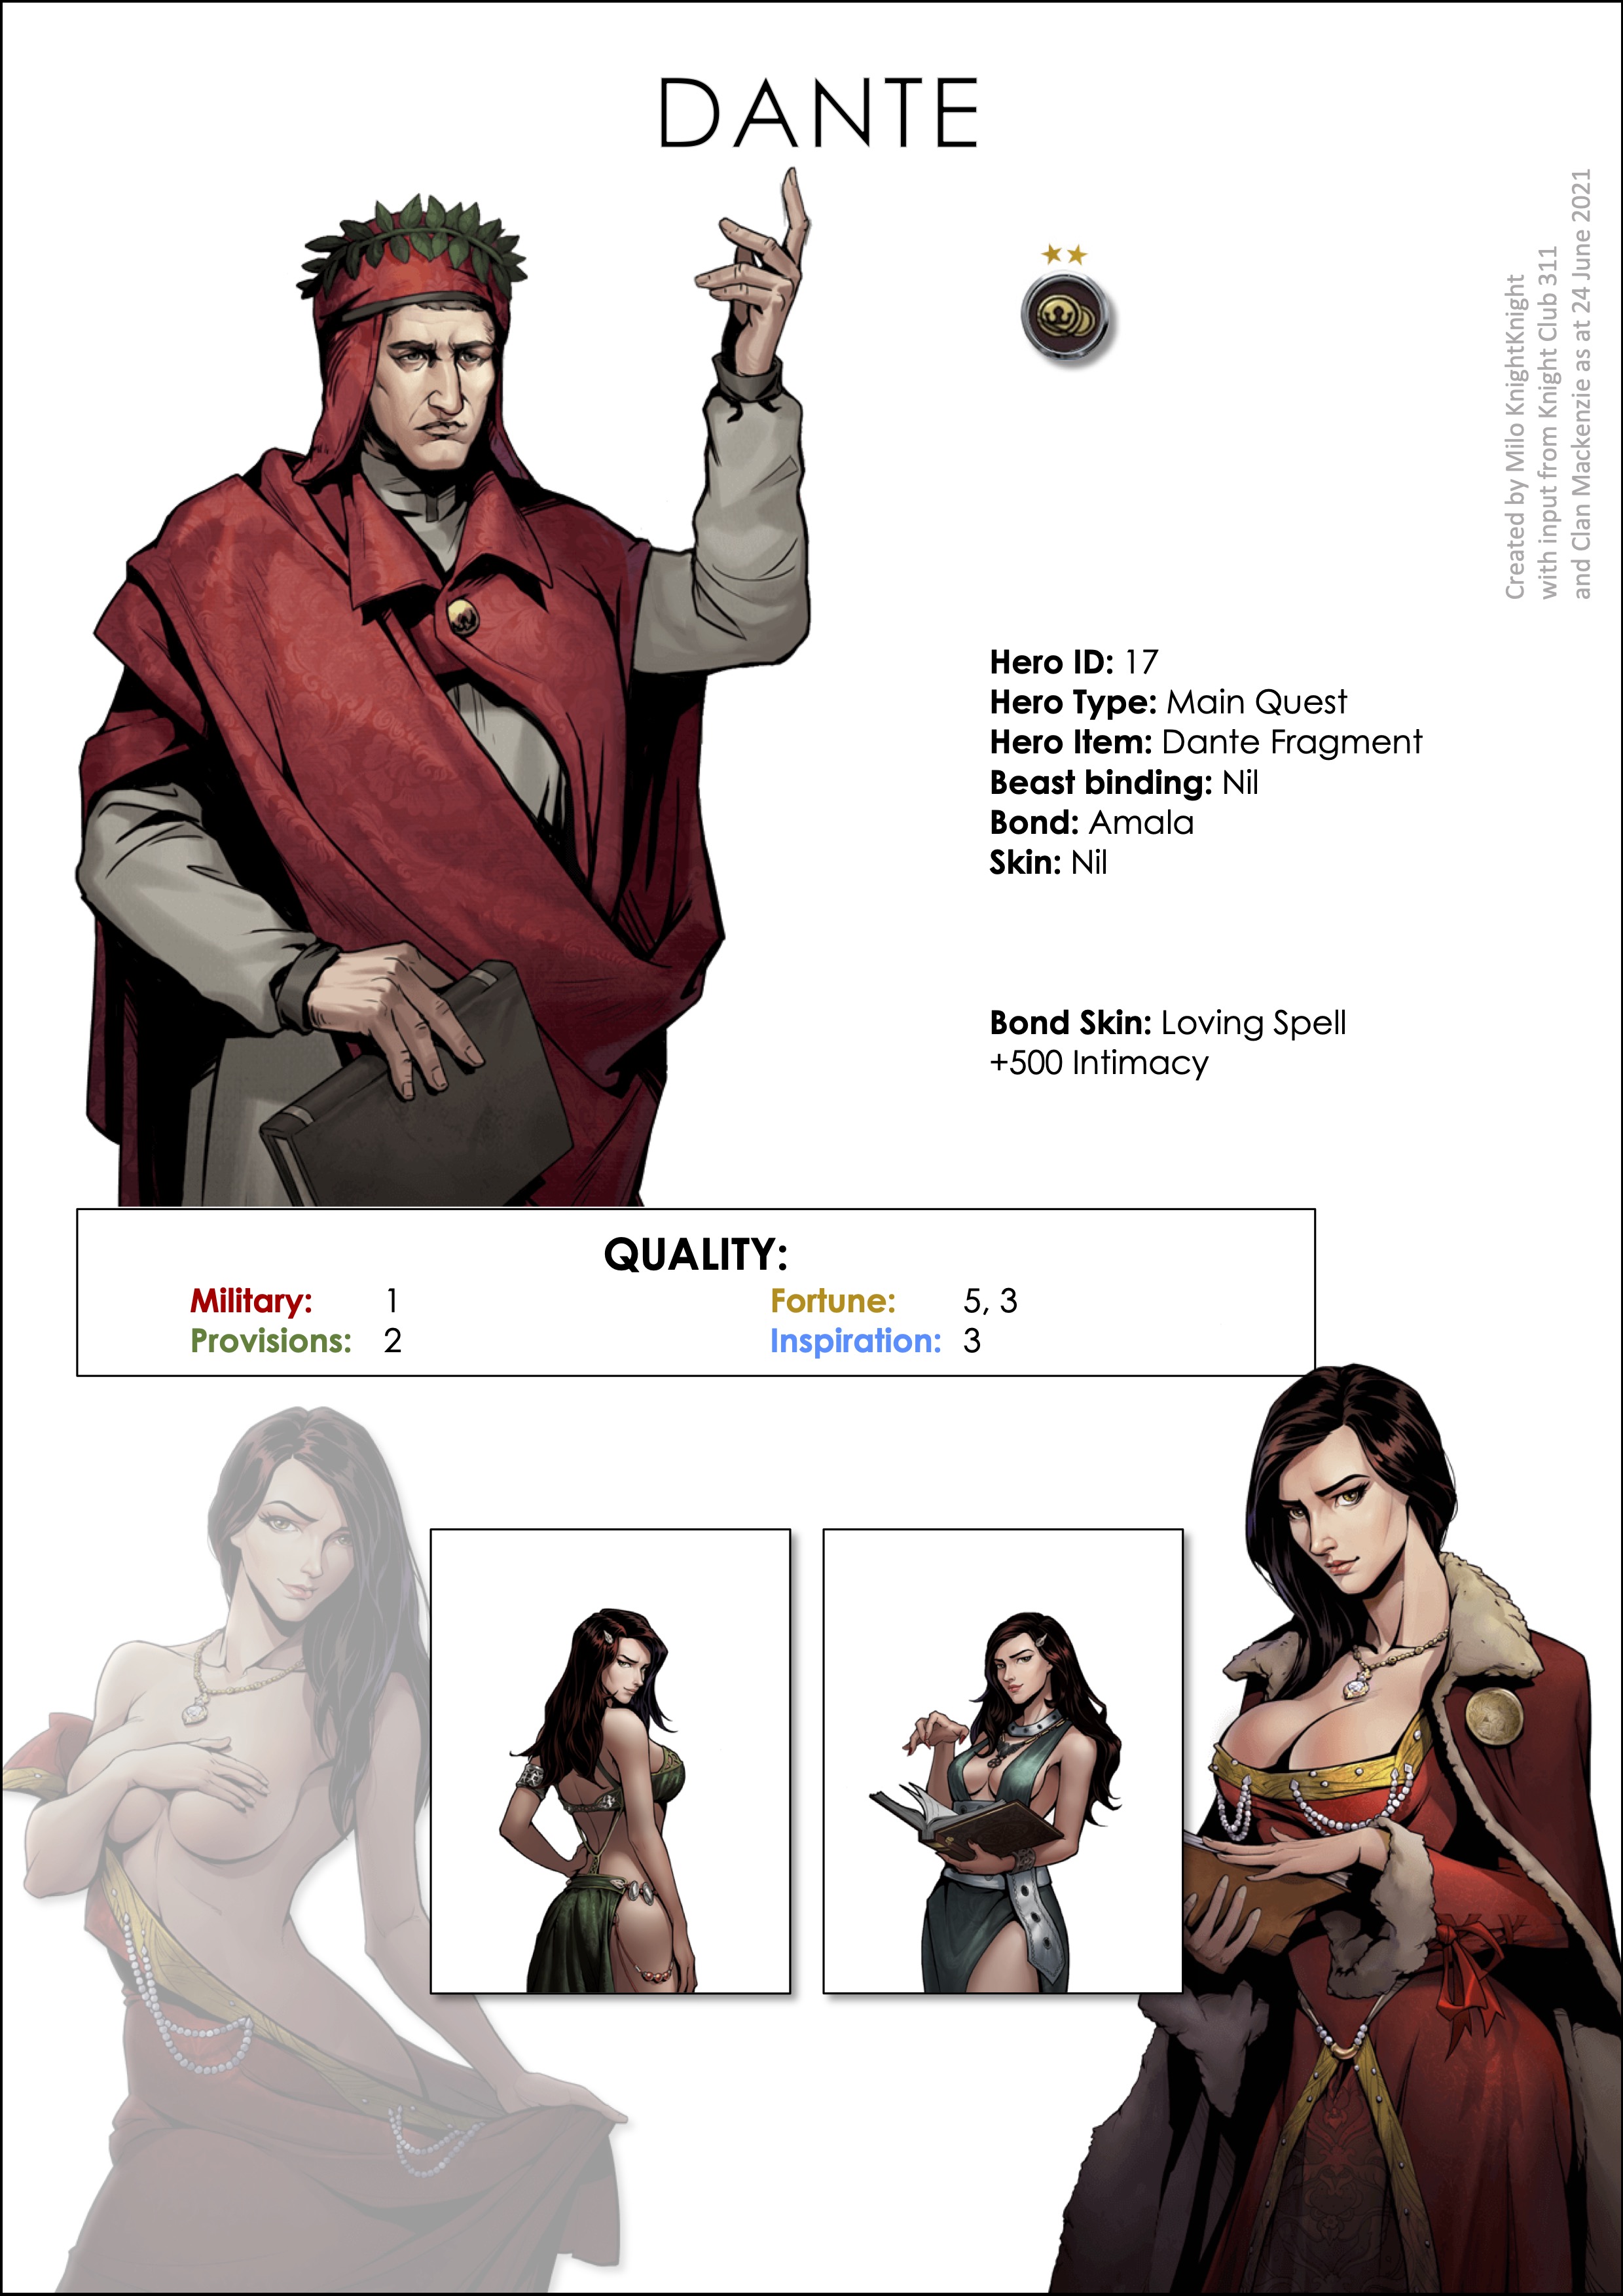 DANTE
Created by Milo KnightKnight
with input from Knight Club 311
and Clan Mackenzie as at 24 June 2021
Hero ID: 17
Hero Type: Main Quest
Hero Item: Dante Fragment
Beast binding: Nil
Bond: Amala
Skin: Nil
Bond Skin: Loving Spell
+500 Intimacy
QUALITY:
Military: 1 Fortune: 5, 3
Provisions: 2 Inspiration: 3